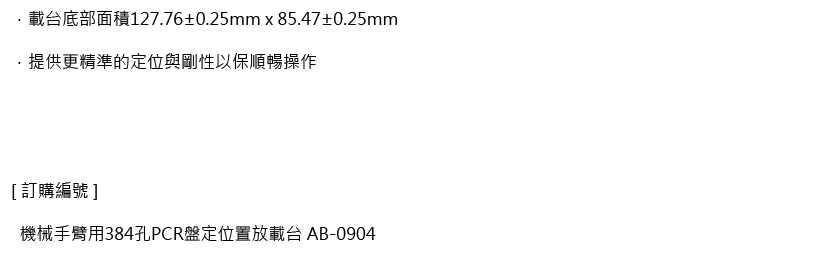 · 載台底部面積127.76±0.25mm x 85.47±0.25mm
· 提供更精準的定位與剛性以保順暢操作
[ 訂購編號 ]
機械手臂用384孔PCR盤定位置放載台 AB-0904